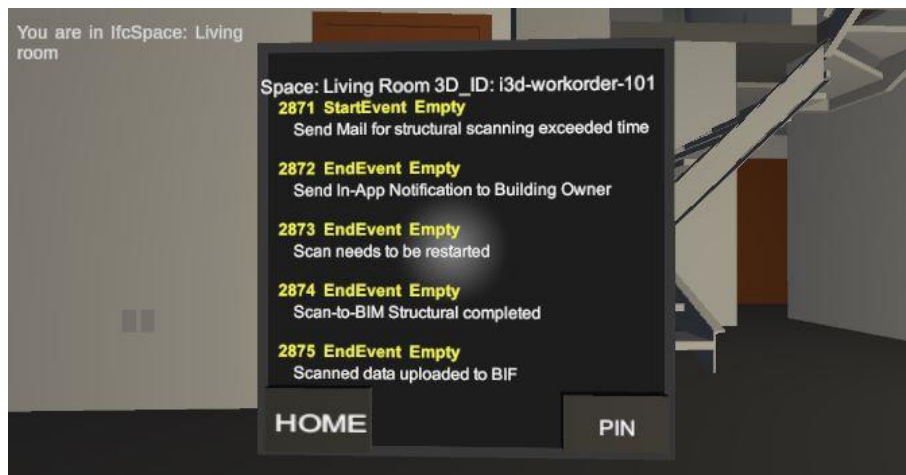 You are in IfcSpace: Living
room
Space: Living Room 3D_ID: i3d-workorder-101
2871 StartEvent Empty
Send Mail for structural scanning exceeded time
2872 EndEvent Empty
Send In-App Notification to Building Owner
2873 EndEvent Empty
Scan needs to be restarted
2874 EndEvent Empty
Scan-to-BIM Structural completed
2875 EndEvent Empty
Scanned data uploaded to BIF
HOME
PIN